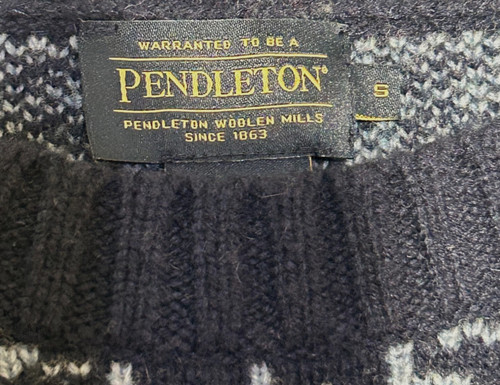 WARRANTED TO BE A
PENDLETON®
PENDLETON WOOLEN MILLS
SINCE 1863
S